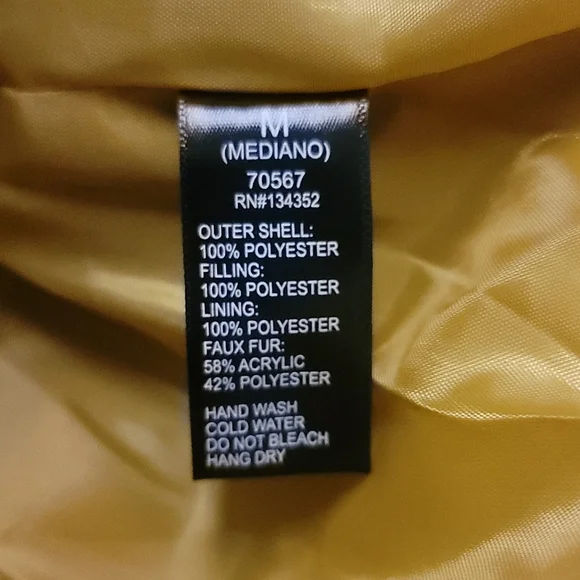 M
(MEDIANO)
70567
RN#134352
OUTER SHELL:
100% POLYESTER
FILLING:
100% POLYESTER
LINING:
100% POLYESTER
FAUX FUR:
58% ACRYLIC
42% POLYESTER
HAND WASH
COLD WATER
DO NOT BLEACH
HANG DRY